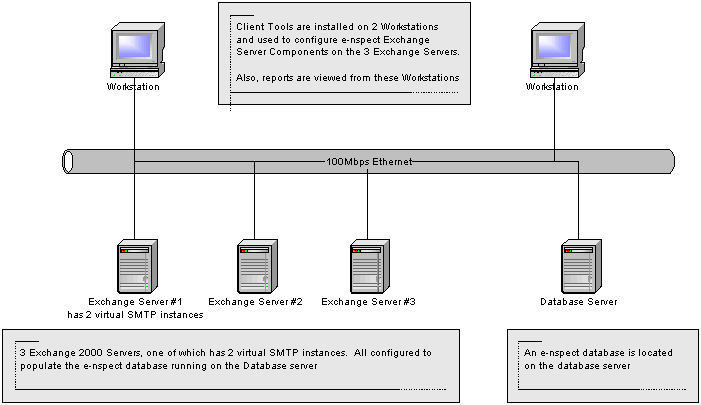 Client Tools are installed on 2 Workstations
and used to configure e-nspect Exchange
Server Components on the 3 Exchange Servers.
Also, reports are viewed from these Workstations
Workstation
Workstation
100Mbps Ethernet
Exchange Server #1
has 2 virtual SMTP instances
Exchange Server #2
Exchange Server #3
Database Server
3 Exchange 2000 Servers, one of which has 2 virtual SMTP instances. All configured to
populate the e-nspect database running on the Database server
An e-nspect database is located
on the database server